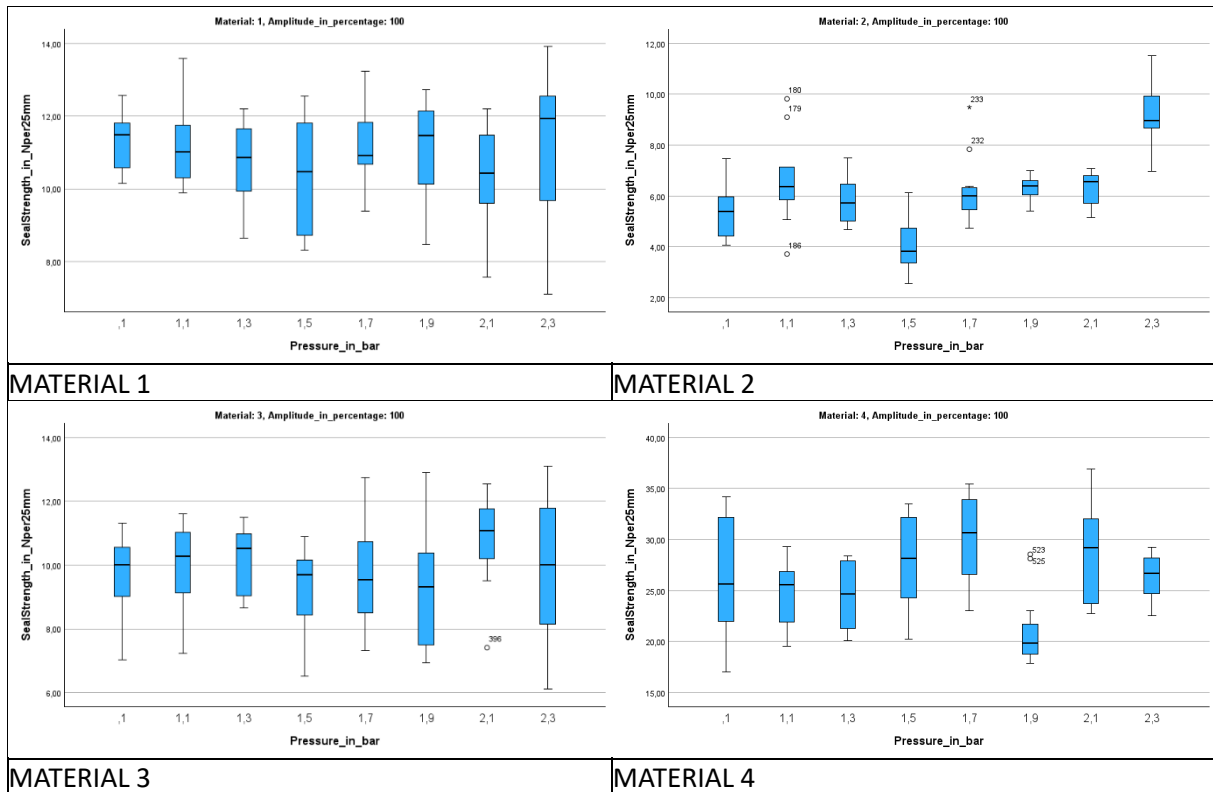 Material: 1, Amplitude_in_percentage: 100
14,00
12,00
10,00
8,00
SealStrength_in_Nper25mm
,1 1,1 1,3 1,5 1,7 1,9 2,1 2,3
Pressure_in_bar
MATERIAL 1
Material: 2, Amplitude_in_percentage: 100
12,00
10,00
8,00
6,00
4,00
2,00
SealStrength_in_Nper25mm
180
179
186
233
232
,1 1,1 1,3 1,5 1,7 1,9 2,1 2,3
Pressure_in_bar
MATERIAL 2
Material: 3, Amplitude_in_percentage: 100
14,00
12,00
10,00
8,00
6,00
SealStrength_in_Nper25mm
396
,1 1,1 1,3 1,5 1,7 1,9 2,1 2,3
Pressure_in_bar
MATERIAL 3
Material: 4, Amplitude_in_percentage: 100
40,00
35,00
30,00
25,00
20,00
15,00
SealStrength_in_Nper25mm
523
525
,1 1,1 1,3 1,5 1,7 1,9 2,1 2,3
Pressure_in_bar
MATERIAL 4